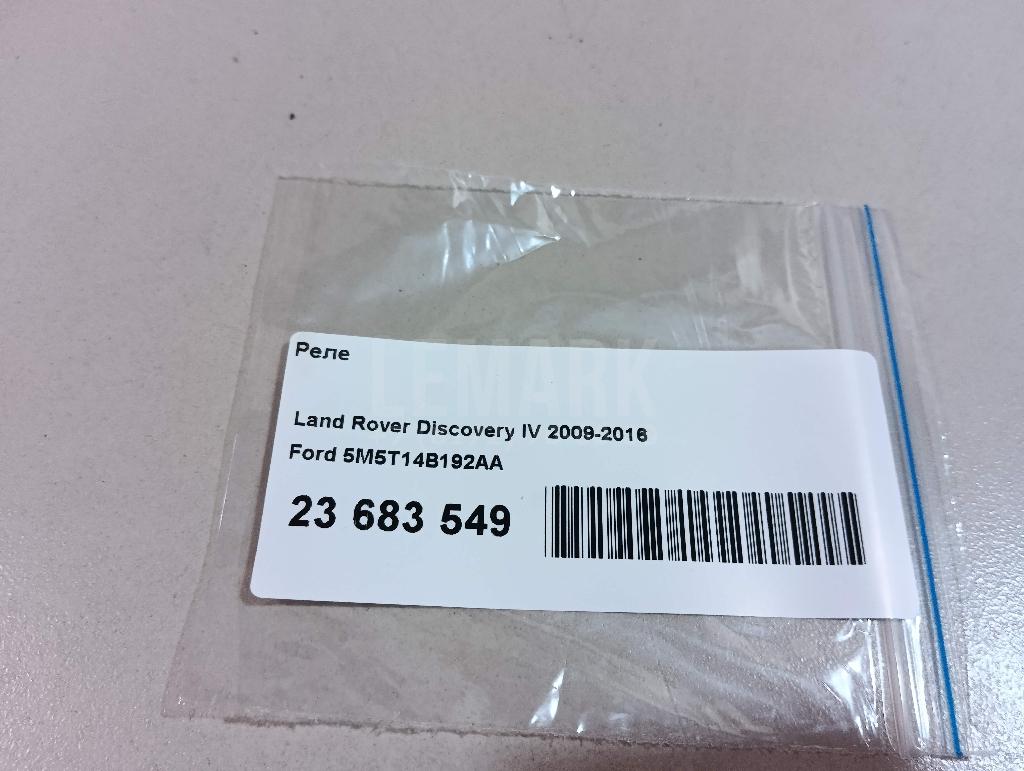 Реле
LEMARK
Land Rover Discovery IV 2009-2016
Ford 5M5T14B192AA
23 683 549